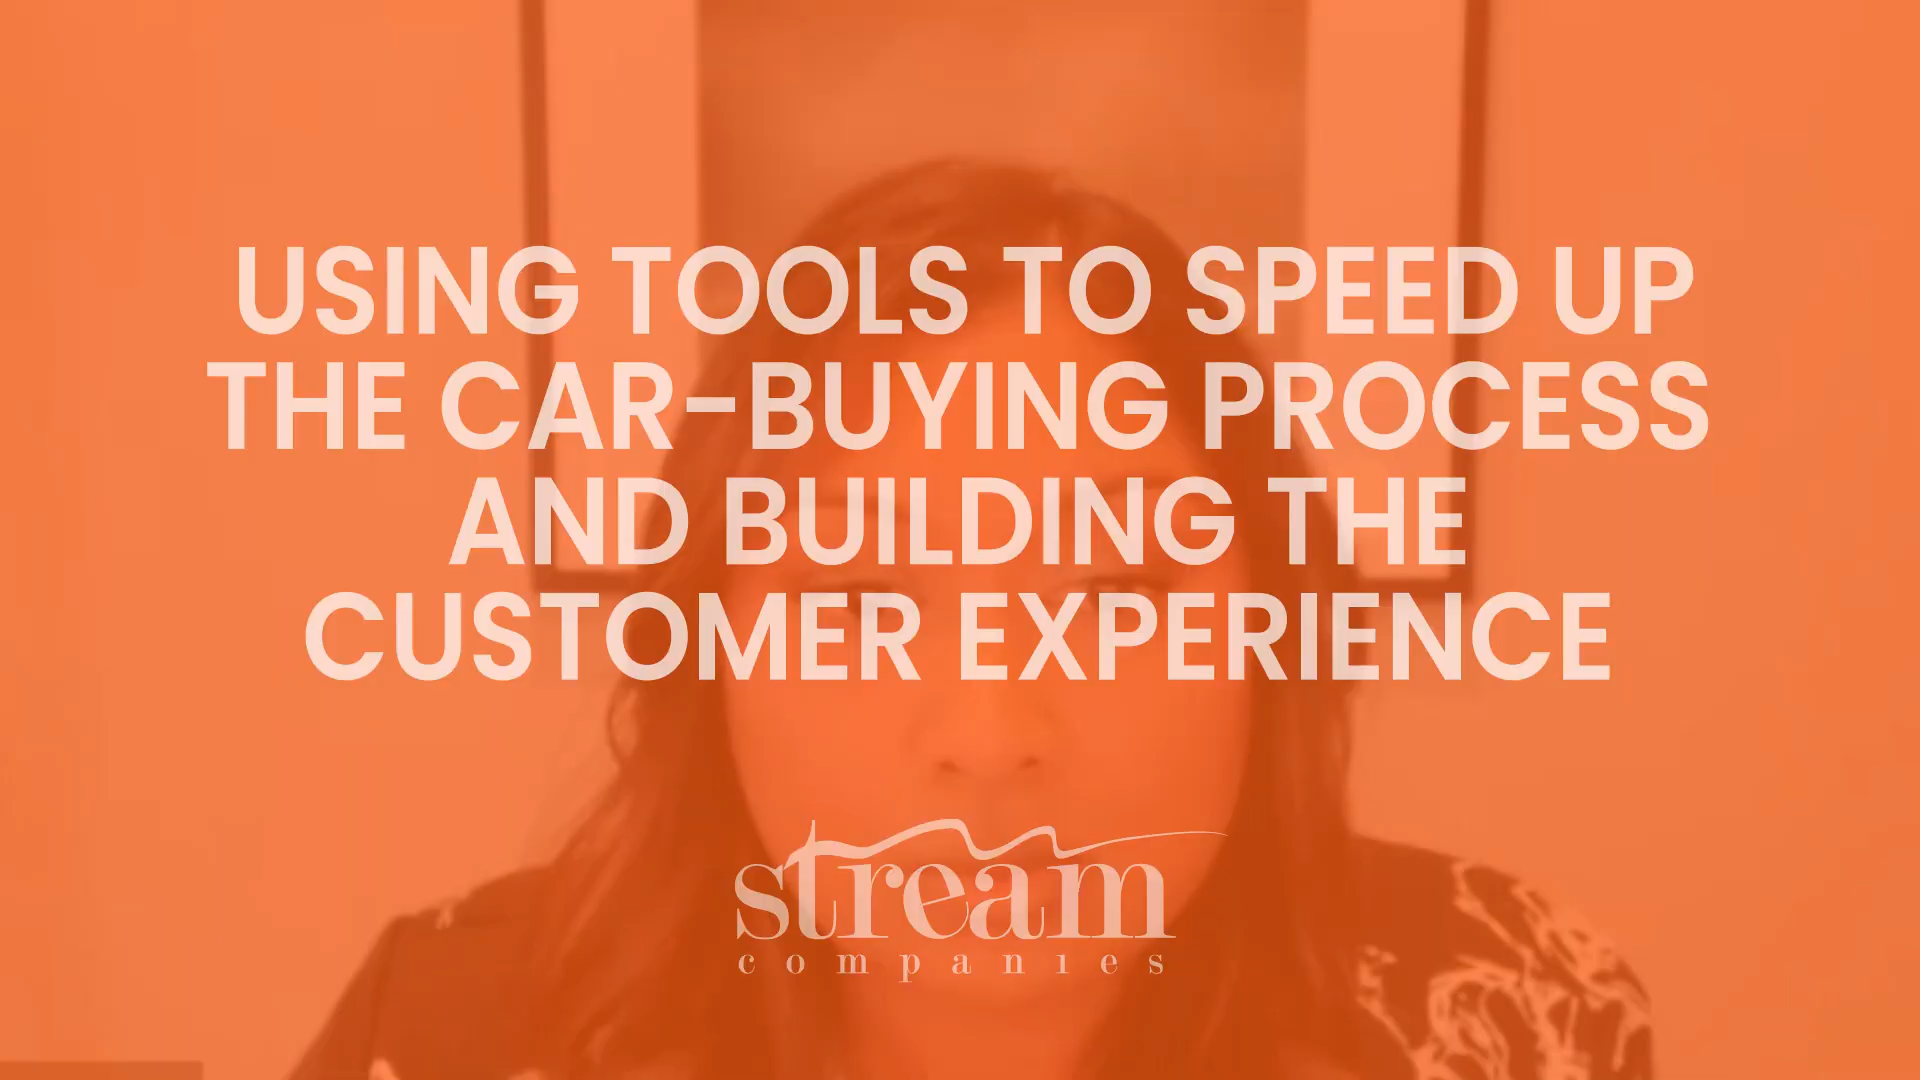 USING TOOLS TO SPEED UP
THE CAR-BUYING PROCESS
AND BUILDING THE
CUSTOMER EXPERIENCE
stream
companies